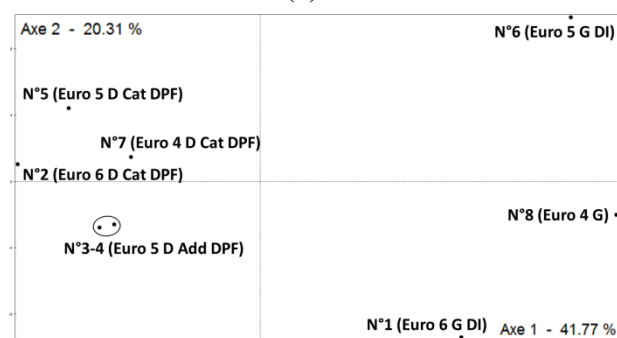 Axe 2 - 20.31 %
N°6 (Euro 5 G DI)
N°5 (Euro 5 D Cat DPF)
N°7 (Euro 4 D Cat DPF)
N°2 (Euro 6 D Cat DPF)
N°8 (Euro 4 G)
N°3-4 (Euro 5 D Add DPF)
N°1 (Euro 6 G DI)
Axe 1 - 41.77 %